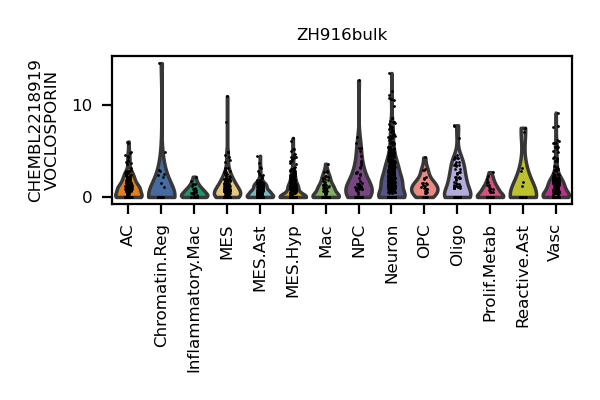 ZH916bulk
CHEMBL2218919
VOCLOSPORIN
10
0
AC
Chromatin.Reg
Inflammatory.Mac
MES
MES.Ast
MES.Hyp
Mac
NPC
Neuron
OPC
Oligo
Prolif.Metab
Reactive.Ast
Vasc